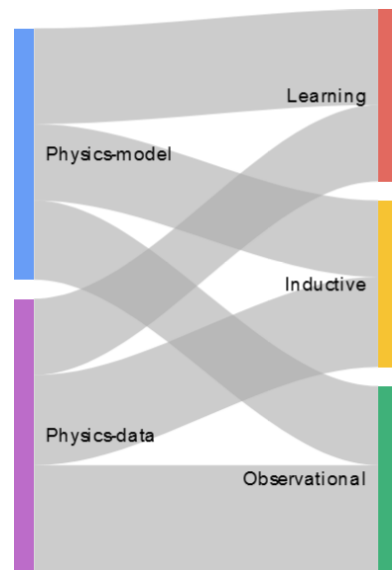 Learning
Physics-model
Inductive
Physics-data
Observational